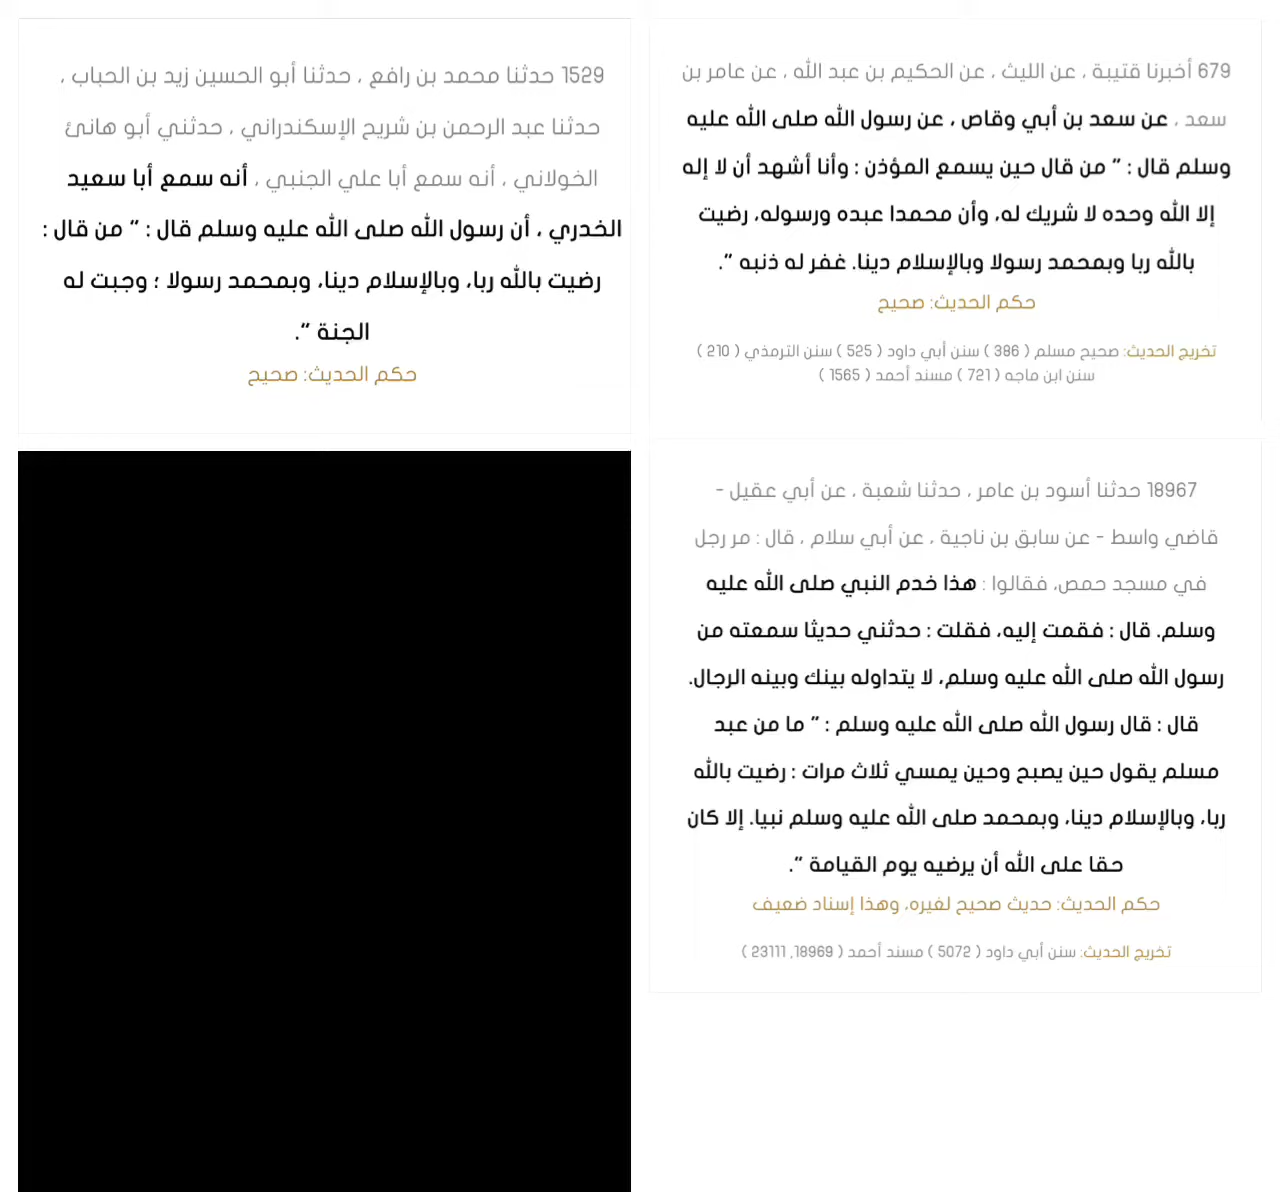 679 أخبرنا قتيبة ، عن الليث ، عن الحكيم بن عبد الله ، عن عامر بن
سعد ، عن سعد بن أبي وقاص ، عن رسول الله صلى الله عليه
وسلم قال : " من قال حين يسمع المؤذن : وأنا أشهد أن لا إله
إلا الله وحده لا شريك له، وأن محمدا عبده ورسوله، رضيت
بالله ربا وبمحمد رسولا وبالإسلام دينا. غفر له ذنبه ".
حكم الحديث: صحيح
تخريج الحديث: صحيح مسلم ( 386 ) سنن أبي داود ( 525 ) سنن الترمذي ( 210 )
سنن ابن ماجه ( 721 ) مسند أحمد ( 1565 )
1529 حدثنا محمد بن رافع ، حدثنا أبو الحسين زيد بن الحباب ،
حدثنا عبد الرحمن بن شريح الإسكندراني ، حدثني أبو هانئ
الخولاني ، أنه سمع أبا علي الجنبي ، أنه سمع أبا سعيد
الخدري ، أن رسول الله صلى الله عليه وسلم قال : " من قال :
رضيت بالله ربا، وبالإسلام دينا، وبمحمد رسولا ؛ وجبت له
الجنة ".
حكم الحديث: صحيح
18967 حدثنا أسود بن عامر ، حدثنا شعبة ، عن أبي عقيل -
قاضي واسط - عن سابق بن ناجية ، عن أبي سلام ، قال : مر رجل
في مسجد حمص، فقالوا : هذا خدم النبي صلى الله عليه
وسلم. قال : فقمت إليه، فقلت : حدثني حديثا سمعته من
رسول الله صلى الله عليه وسلم، لا يتداوله بينك وبينه الرجال.
قال : قال رسول الله صلى الله عليه وسلم : " ما من عبد
مسلم يقول حين يصبح وحين يمسي ثلاث مرات : رضيت بالله
ربا، وبالإسلام دينا، وبمحمد صلى الله عليه وسلم نبيا. إلا كان
حقا على الله أن يرضيه يوم القيامة ".
حكم الحديث: حديث صحيح لغيره، وهذا إسناد ضعيف
تخريج الحديث: سنن أبي داود ( 5072 ) مسند أحمد ( 18969, 23111 )